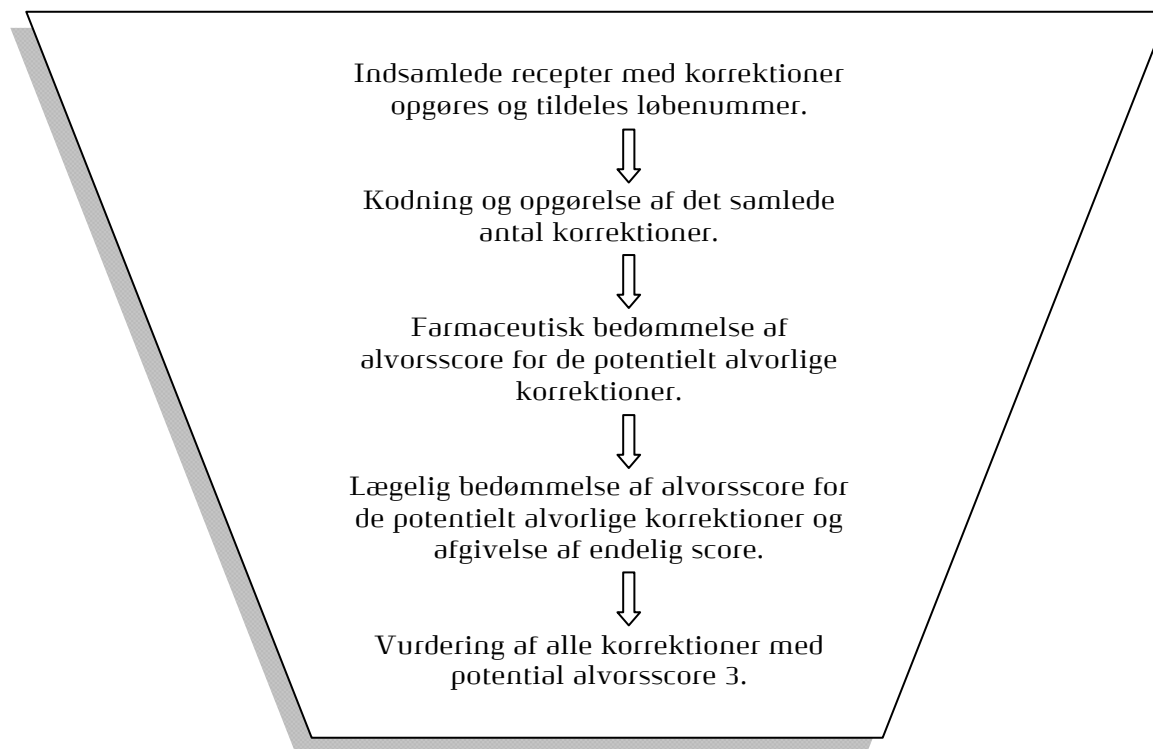 Indsamlede recepter med korrektioner
opgøres og tildeles løbenummer.
Kodning og opgørelse af det samlede
antal korrektioner.
Farmaceutisk bedømmelse af
alvorsscore for de potentielt alvorlige
korrektioner.
Lægelig bedømmelse af alvorsscore for
de potentielt alvorlige korrektioner og
afgivelse af endelig score.
Vurdering af alle korrektioner med
potential alvorsscore 3.